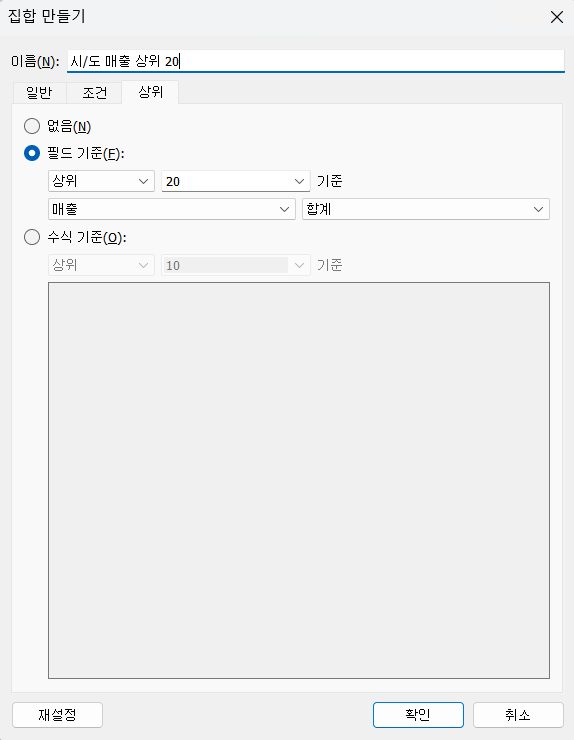 집합 만들기
이름(N): 시/도 매출 상위 20
일반 조건 상위
없음(N)
필드 기준(F):
상위 20 기준
매출 합계
수식 기준(O):
상위 10 기준
재설정 확인 취소